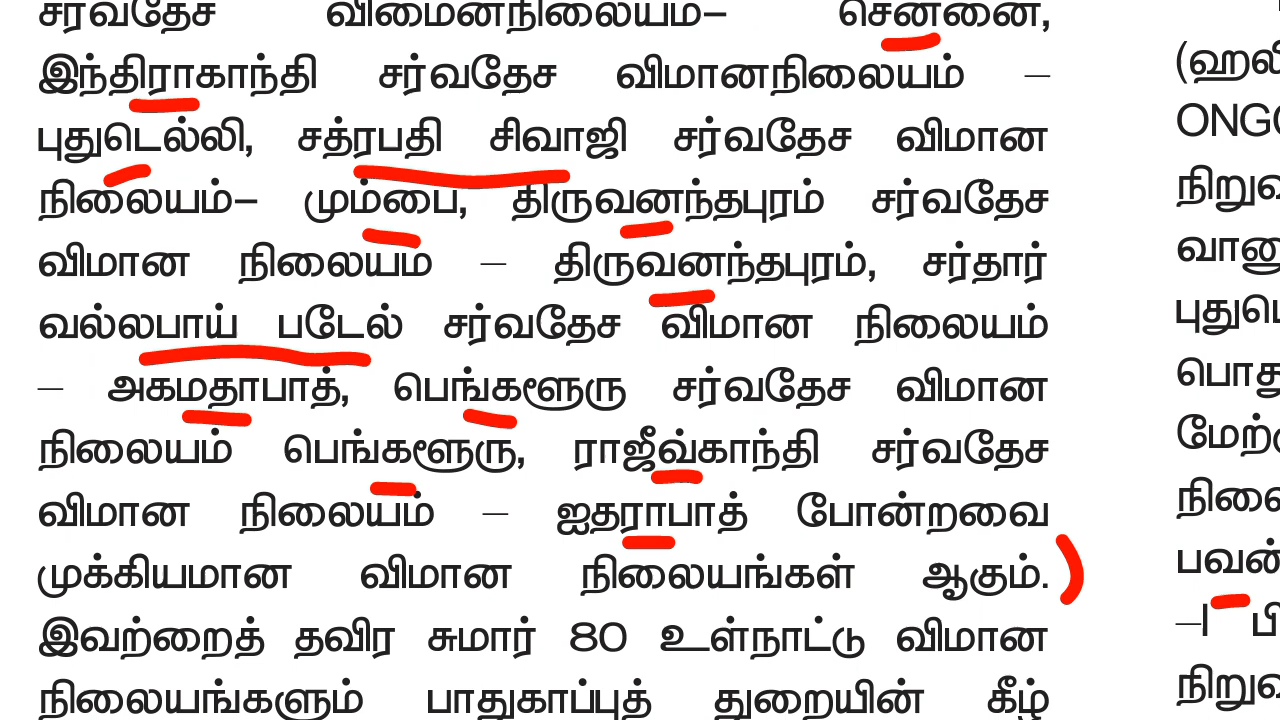 சர்வதேச விமைனநிலையம்– சென்னை,
இந்திராகாந்தி சர்வதேச விமானநிலையம் –
புதுடெல்லி, சத்ரபதி சிவாஜி சர்வதேச விமான
நிலையம்– மும்பை, திருவனந்தபுரம் சர்வதேச
விமான நிலையம் – திருவனந்தபுரம், சர்தார்
வல்லபாய் படேல் சர்வதேச விமான நிலையம்
– அகமதாபாத், பெங்களூரு சர்வதேச விமான
நிலையம் பெங்களூரு, ராஜீவ்காந்தி சர்வதேச
விமான நிலையம் – ஐதராபாத் போன்றவை
முக்கியமான விமான நிலையங்கள் ஆகும்.
இவற்றைத் தவிர சுமார் 80 உள்நாட்டு விமான
நிலையங்களும் பாதுகாப்புத் துறையின் கீழ்